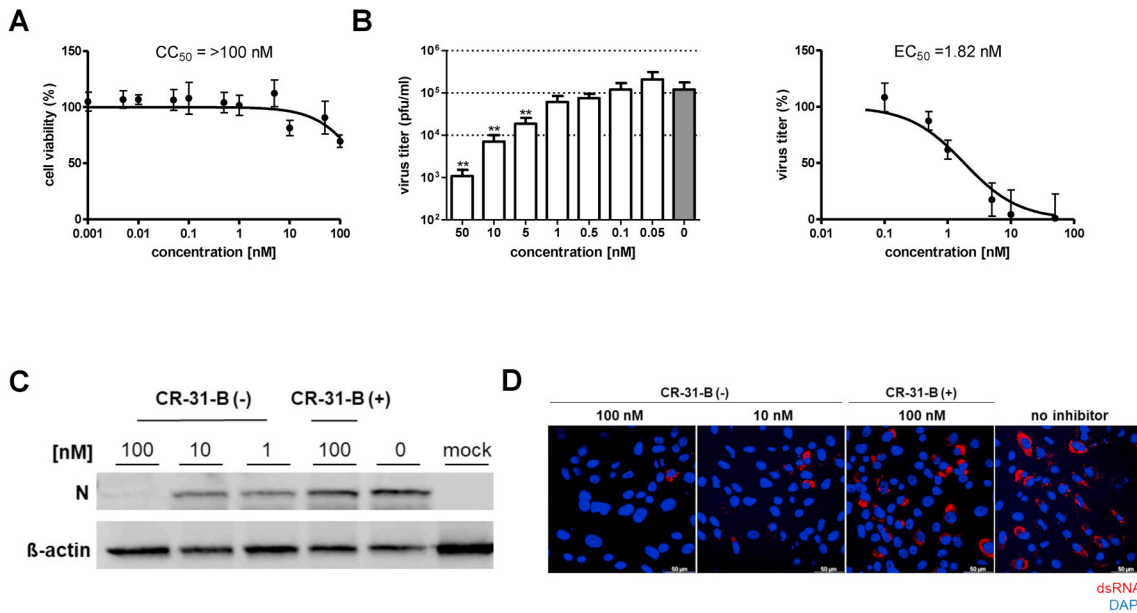 A
CC50 = >100 nM
cell viability (%)
150
100
50
0
0.001 0.01 0.1 1 10 100
concentration [nM]
B
virus titer (pfu/ml)
10^6
10^5
10^4
10^3
10^2
** ** **
50 10 5 1 0.5 0.1 0.05 0
concentration [nM]
EC50 =1.82 nM
virus titer (%)
150
100
50
0
0.01 0.1 1 10 100
concentration [nM]
C
CR-31-B (-) CR-31-B (+)
[nM] 100 10 1 100 0 mock
N
ß-actin
D
CR-31-B (-) CR-31-B (+)
100 nM 10 nM 100 nM no inhibitor
50 µm 50 µm 50 µm 50 µm
dsRNA
DAP